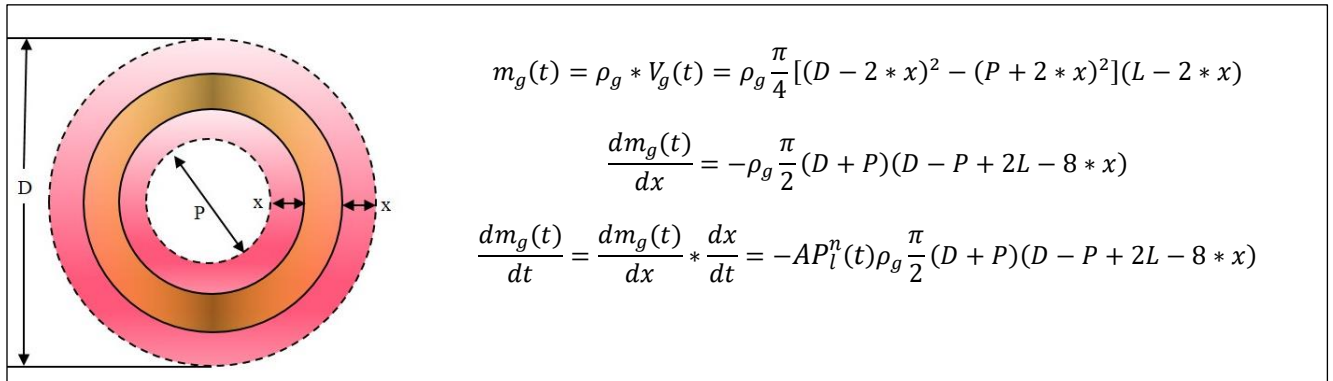 m_g(t) = ρ_g * V_g(t) = ρ_g π/4 [(D − 2 * x)² − (P + 2 * x)²](L − 2 * x)
dm_g(t)/dx = −ρ_g π/2 (D + P)(D − P + 2L − 8 * x)
dm_g(t)/dt = dm_g(t)/dx * dx/dt = −AP_l^n(t)ρ_g π/2 (D + P)(D − P + 2L − 8 * x)
D
P
x
x